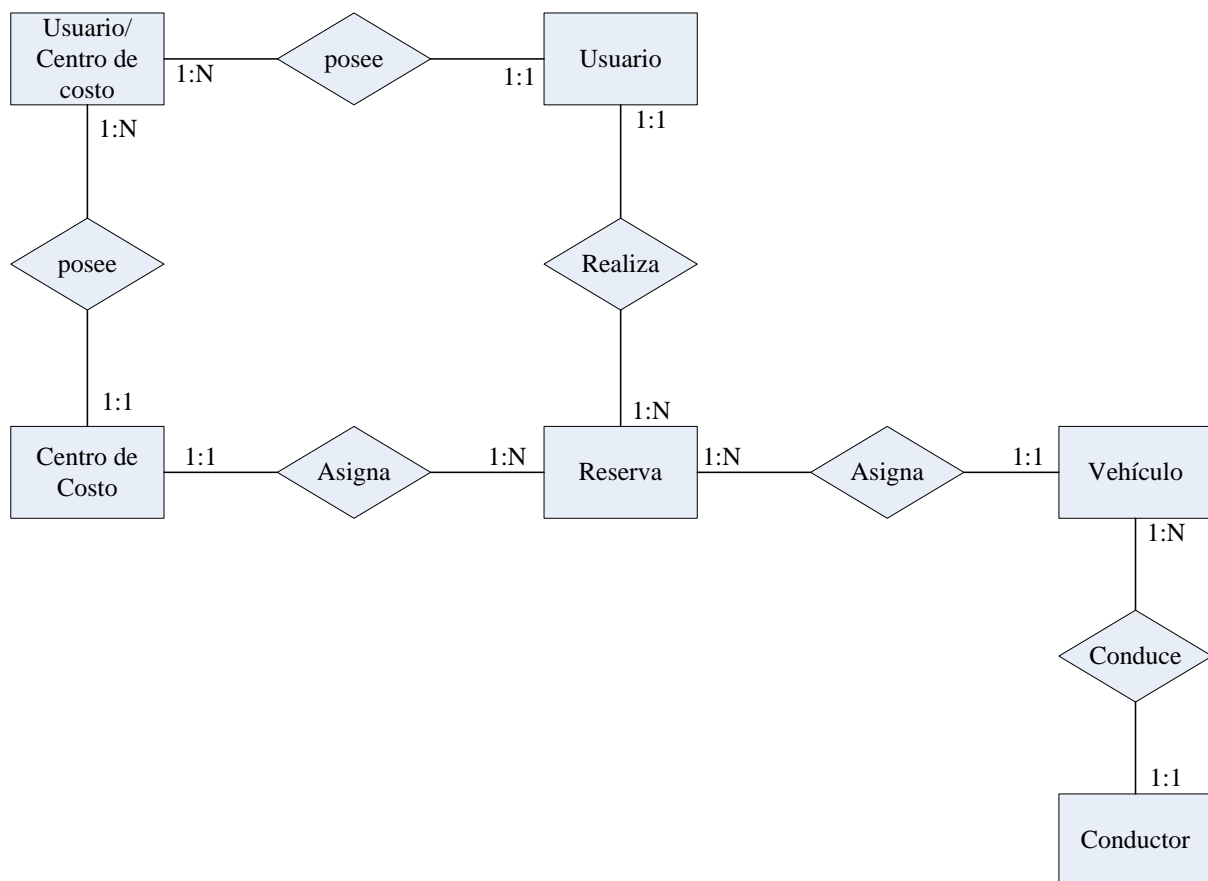 Usuario/
Centro de
costo
1:N
posee
1:1
Usuario
1:N
1:1
posee
Realiza
1:1
1:N
Centro de
Costo
1:1
Asigna
1:N
Reserva
1:N
Asigna
1:1
Vehículo
1:N
Conduce
1:1
Conductor